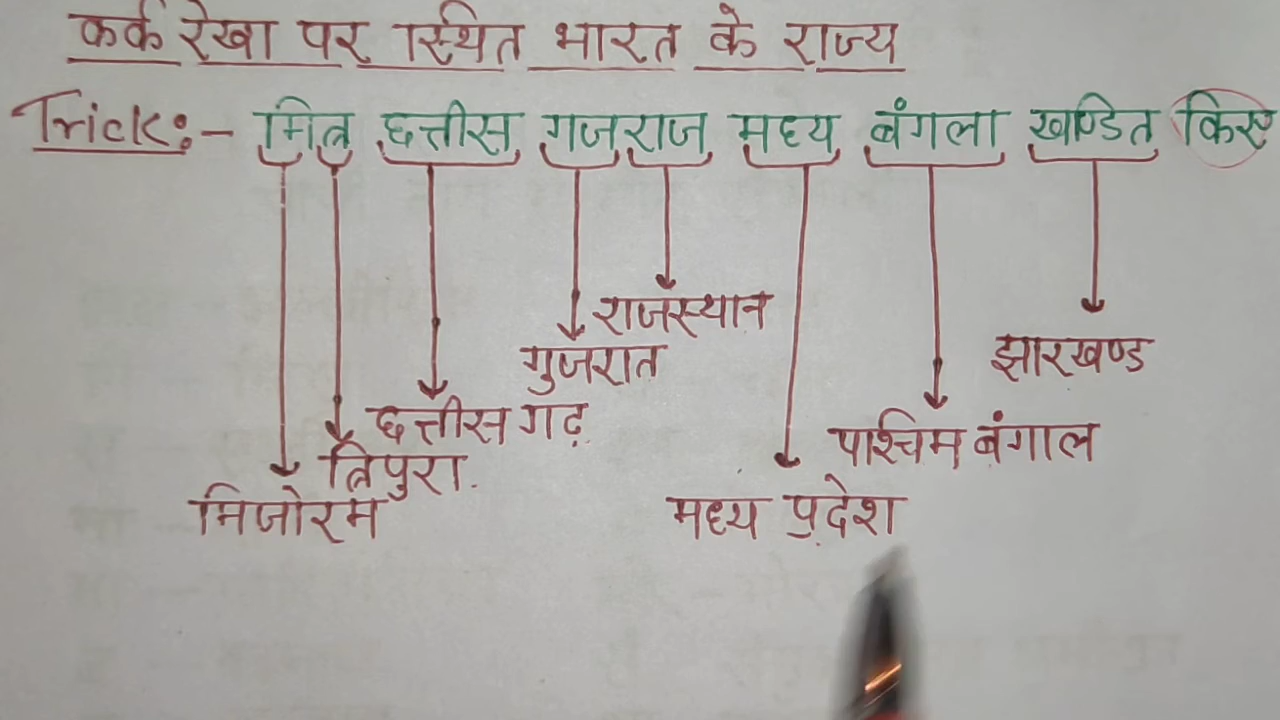 कर्क रेखा पर स्थित भारत के राज्य
Trick:- मित्र छत्तीस गजराज मध्य बंगला खण्डित किस
राजस्थान
गुजरात
झारखण्ड
छत्तीसगढ़
पश्चिम बंगाल
त्रिपुरा
मिजोरम
मध्य प्रदेश